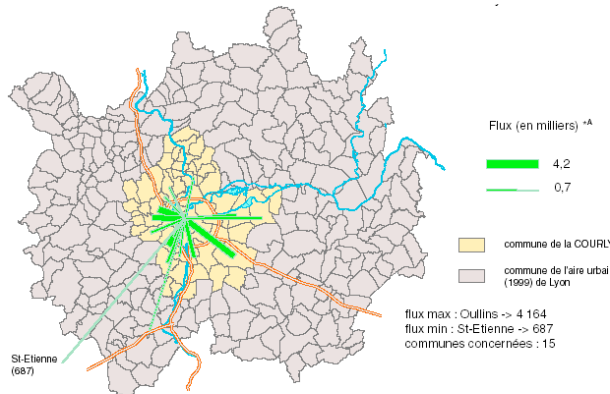 Flux (en milliers) *A
4,2
0,7
commune de la COURLY
commune de l'aire urbai
(1999) de Lyon
flux max : Oullins -> 4 164
flux min : St-Etienne -> 687
communes concernées : 15
St-Etienne
(687)